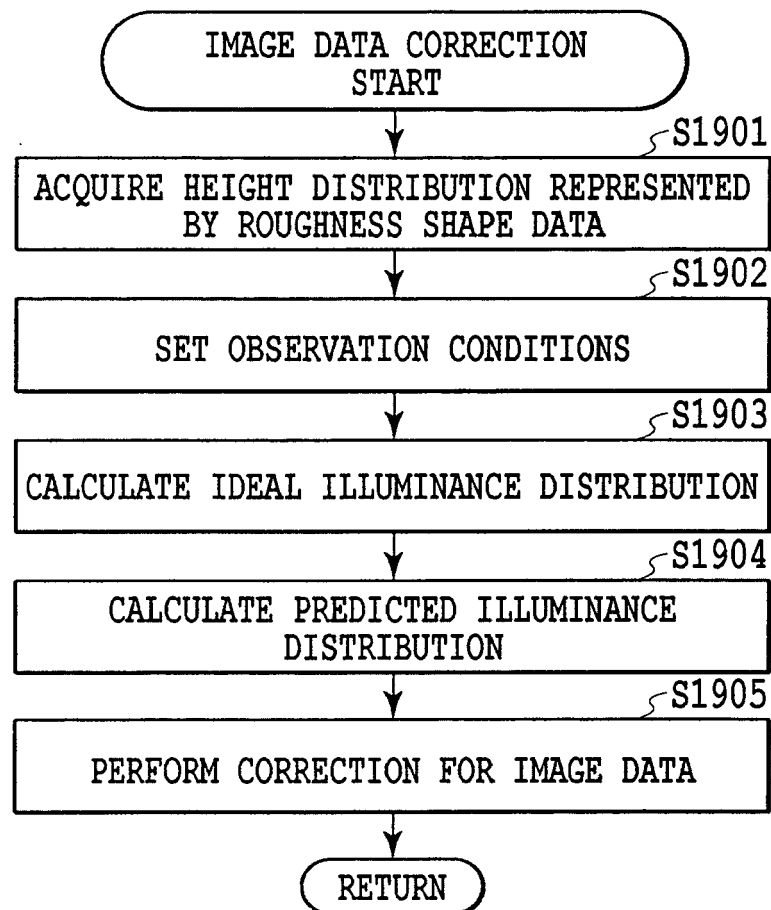 IMAGE DATA CORRECTION
START
S1901
ACQUIRE HEIGHT DISTRIBUTION REPRESENTED
BY ROUGHNESS SHAPE DATA
S1902
SET OBSERVATION CONDITIONS
S1903
CALCULATE IDEAL ILLUMINANCE DISTRIBUTION
S1904
CALCULATE PREDICTED ILLUMINANCE
DISTRIBUTION
S1905
PERFORM CORRECTION FOR IMAGE DATA
RETURN